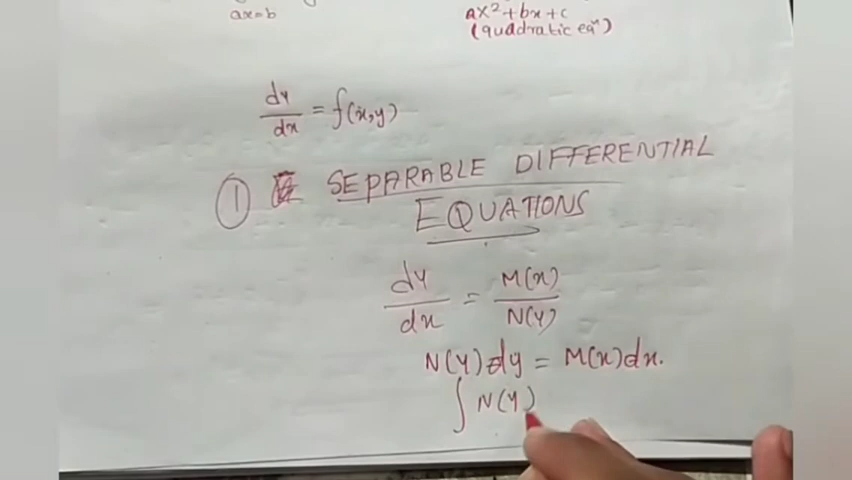 ax=b
ax²+bx+c
(quadratic eqⁿ)
dy/dx = f(x,y)
① SEPARABLE DIFFERENTIAL
EQUATIONS
dy/dx = M(x)/N(y)
N(y) dy = M(x)dx.
∫ N(y)